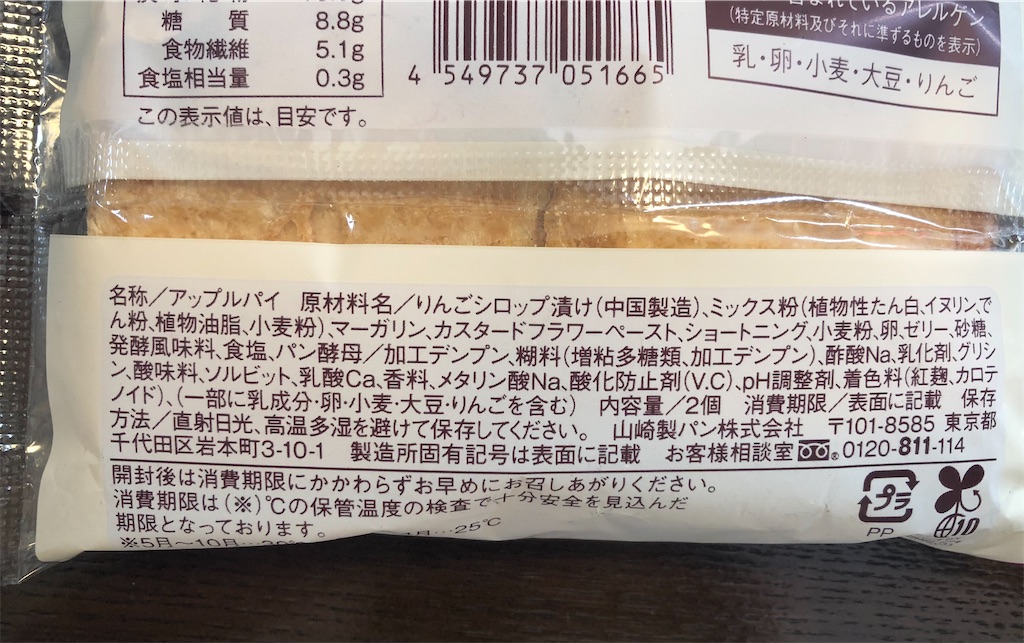 糖質 8.8g
食物繊維 5.1g
食塩相当量 0.3g
この表示値は、目安です。
4 549737 051665
アレルゲン
(特定原材料及びそれに準ずるものを表示)
乳・卵・小麦・大豆・りんご
名称／アップルパイ 原材料名／りんごシロップ漬け(中国製造)、ミックス粉(植物性たん白、イヌリン、で
ん粉、植物油脂、小麦粉)、マーガリン、カスタードフラワーペースト、ショートニング、小麦粉、卵、ゼリー、砂糖、
発酵風味料、食塩、パン酵母／加工デンプン、糊料(増粘多糖類、加工デンプン)、酢酸Na、乳化剤、グリシ
ン、酸味料、ソルビット、乳酸Ca、香料、メタリン酸Na、酸化防止剤(V.C)、pH調整剤、着色料(紅麹、カロテ
ノイド)、(一部に乳成分・卵・小麦・大豆・りんごを含む) 内容量／2個 消費期限／表面に記載 保存
方法／直射日光、高温多湿を避けて保存してください。 山崎製パン株式会社 〒101-8585 東京都
千代田区岩本町3-10-1 製造所固有記号は表面に記載 お客様相談室 0120-811-114
開封後は消費期限にかかわらずお早めにお召しあがりください。
消費期限は(※)℃の保管温度の検査で十分安全を見込んだ
期限となっております。
※5月～10月…
月…25℃
プラ
PP